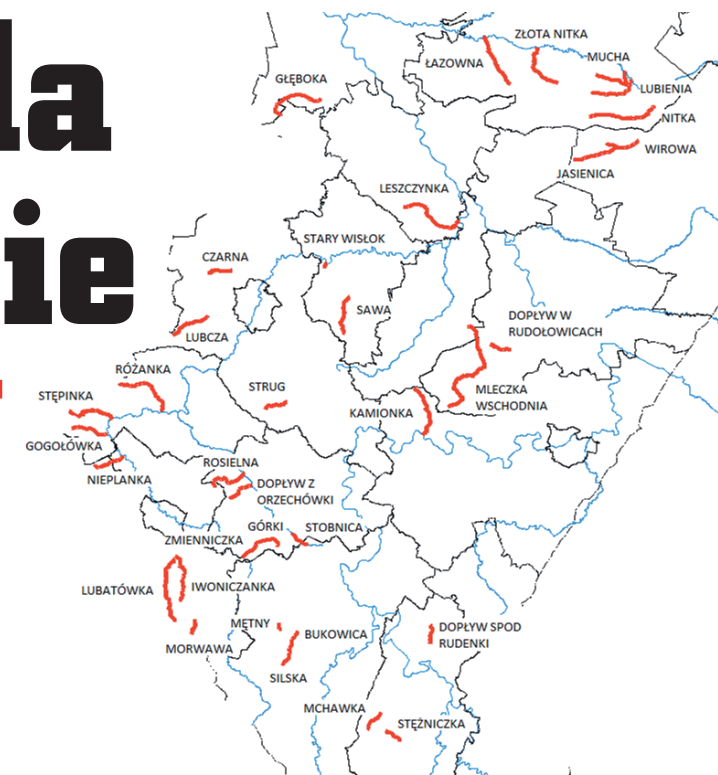 la
ie
ZŁOTA NITKA
ŁAZOWNA
MUCHA
GŁĘBOKA
LUBIENIA
NITKA
WIROWA
JASIENICA
LESZCZYNKA
STARY WISŁOK
CZARNA
SAWA
DOPŁYW W
RUDOŁOWICACH
LUBCZA
RÓŻANKA
STRUG
STĘPINKA
MLECZKA
WSCHODNIA
KAMIONKA
GOGOŁÓWKA
ROSIELNA
NIEPLANKA
DOPŁYW Z
ORZECHÓWKI
GÓRKI
STOBNICA
ZMIENNICZKA
LUBATÓWKA
IWONICZANKA
MĘTNY
DOPŁYW SPOD
RUDENKI
BUKOWICA
MORWAWA
SILSKA
MCHAWKA
STĘŻNICZKA